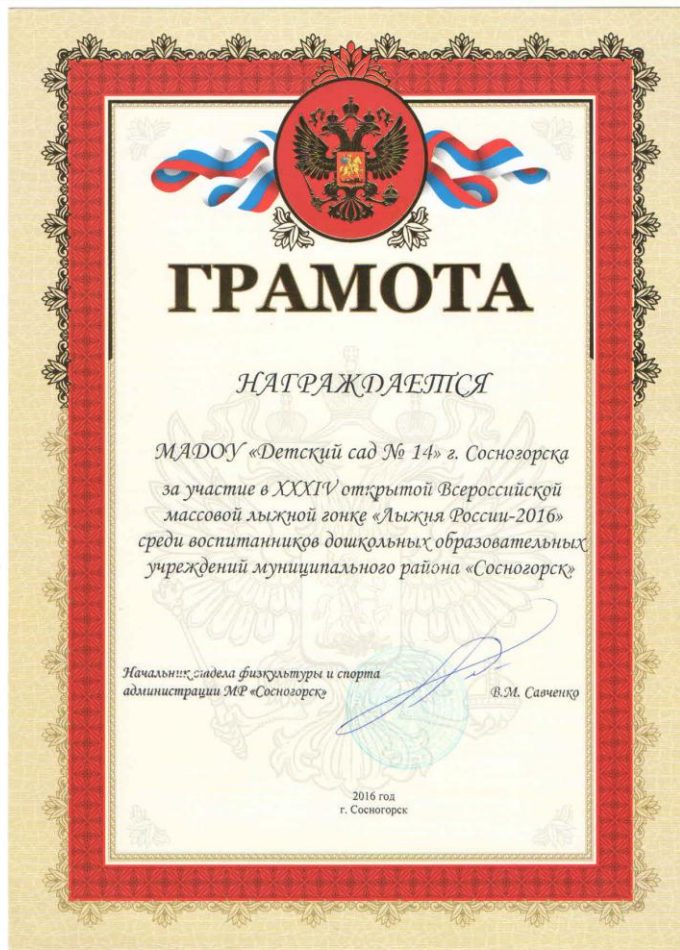 ГРАМОТА
НАГРАЖДАЕТСЯ
МАДОУ «Детский сад № 14» г. Сосногорска
за участие в XXXIV открытой Всероссийской
массовой лыжной гонке «Лыжня России-2016»
среди воспитанников дошкольных образовательных
учреждений муниципального района «Сосногорск»
Начальник отдела физкультуры и спорта
администрации МР «Сосногорск»
В.М. Савченко
2016 год
г. Сосногорск